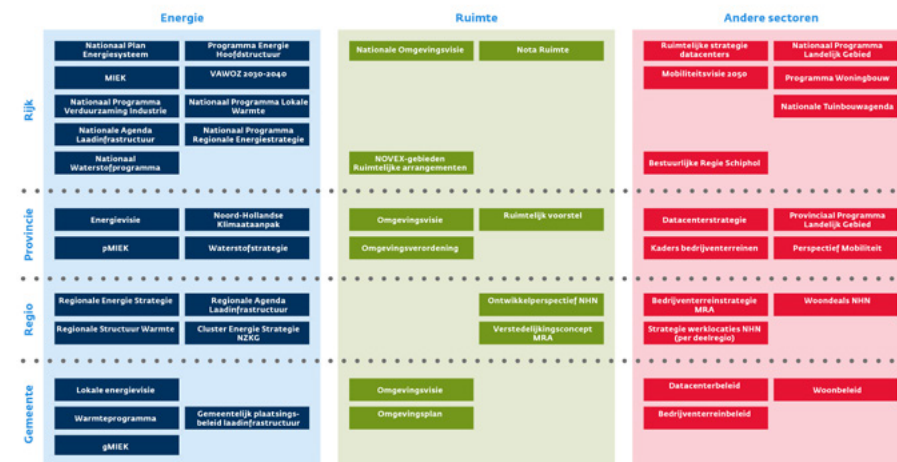 Energie
Ruimte
Andere sectoren
Rijk
Nationaal Plan
Energiesysteem
Programma Energie
Hoofdstructuur
MIEK
VAWOZ 2030-2040
Nationaal Programma
Verduurzaming Industrie
Nationaal Programma Lokale
Warmte
Nationale Agenda
Laadinfrastructuur
Nationaal Programma
Regionale Energiestrategie
Nationaal
Waterstofprogramma
Nationale Omgevingsvisie
Nota Ruimte
NOVEX-gebieden
Ruimtelijke arrangementen
Ruimtelijke strategie
datacenters
Nationaal Programma
Landelijk Gebied
Mobiliteitsvisie 2050
Programma Woningbouw
Nationale Tuinbouwagenda
Bestuurlijke Regie Schiphol
Provincie
Energievisie
Noord-Hollandse
Klimaataanpak
pMIEK
Waterstofstrategie
Omgevingsvisie
Ruimtelijk voorstel
Omgevingsverordening
Datacenterstrategie
Provinciaal Programma
Landelijk Gebied
Kaders bedrijventerreinen
Perspectief Mobiliteit
Regio
Regionale Energie Strategie
Regionale Agenda
Laadinfrastructuur
Regionale Structuur Warmte
Cluster Energie Strategie
NZKG
Ontwikkelperspectief NHN
Verstedelijkingsconcept
MRA
Bedrijventerreinstrategie
MRA
Woondeals NHN
Strategie werklocaties NHN
(per deelregio)
Gemeente
Lokale energievisie
Warmteprogramma
Gemeentelijk plaatsings-
beleid laadinfrastructuur
gMIEK
Omgevingsvisie
Omgevingsplan
Datacenterbeleid
Woonbeleid
Bedrijventerreinbeleid